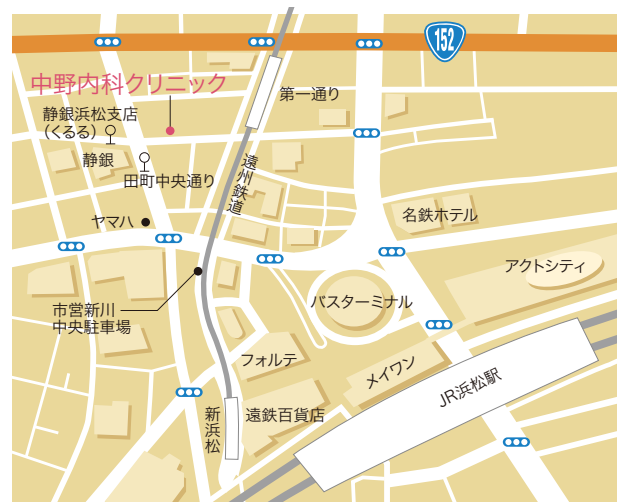 152
中野内科クリニック
第一通り
静銀浜松支店
（くるる）
静銀
田町中央通り
遠州鉄道
ヤマハ
名鉄ホテル
アクトシティ
バスターミナル
市営新川
中央駐車場
フォルテ
メイワン
JR浜松駅
新浜松
遠鉄百貨店